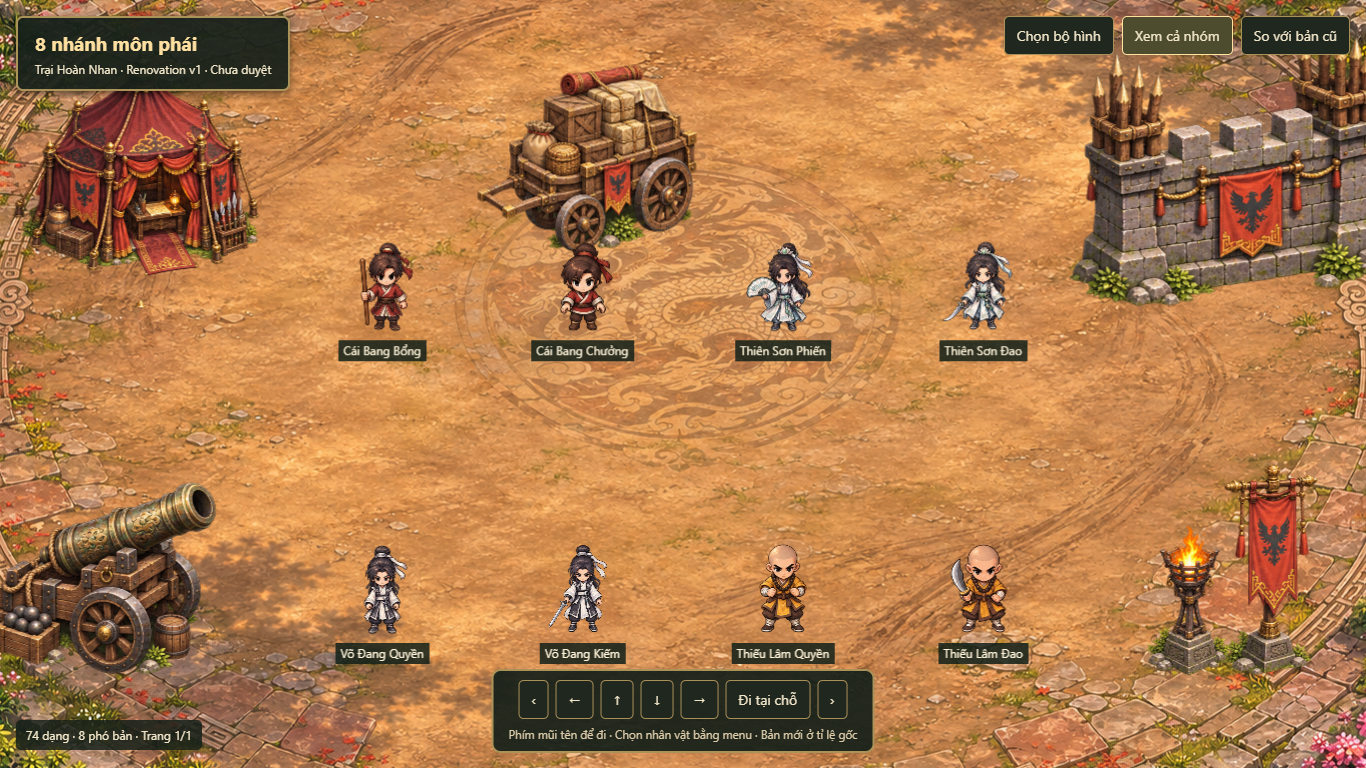 8 nhánh môn phái
Trại Hoàn Nhan · Renovation v1 · Chưa duyệt
Chọn bộ hình
Xem cả nhóm
So với bản cũ
Cái Bang Bổng
Cái Bang Chưởng
Thiên Sơn Phiến
Thiên Sơn Đao
Võ Đang Quyền
Võ Đang Kiếm
Thiếu Lâm Quyền
Thiếu Lâm Đao
‹ ← ↑ ↓ → Đi tại chỗ ›
Phím mũi tên để đi · Chọn nhân vật bằng menu · Bản mới ở tỉ lệ gốc
74 dạng · 8 phó bản · Trang 1/1